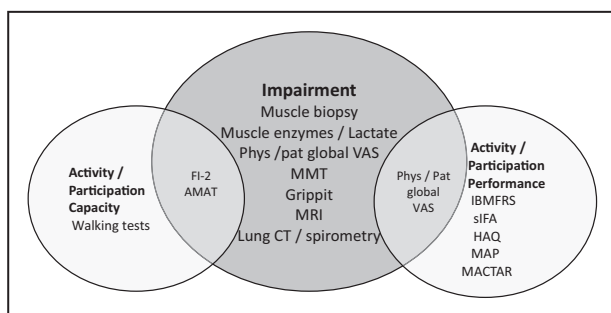 Impairment
Muscle biopsy
Muscle enzymes / Lactate
Phys /pat global VAS
MMT
Grippit
MRI
Lung CT / spirometry
Activity /
Participation
Capacity
Walking tests
FI-2
AMAT
Phys / Pat
global
VAS
Activity /
Participation
Performance
IBMFRS
sIFA
HAQ
MAP
MACTAR